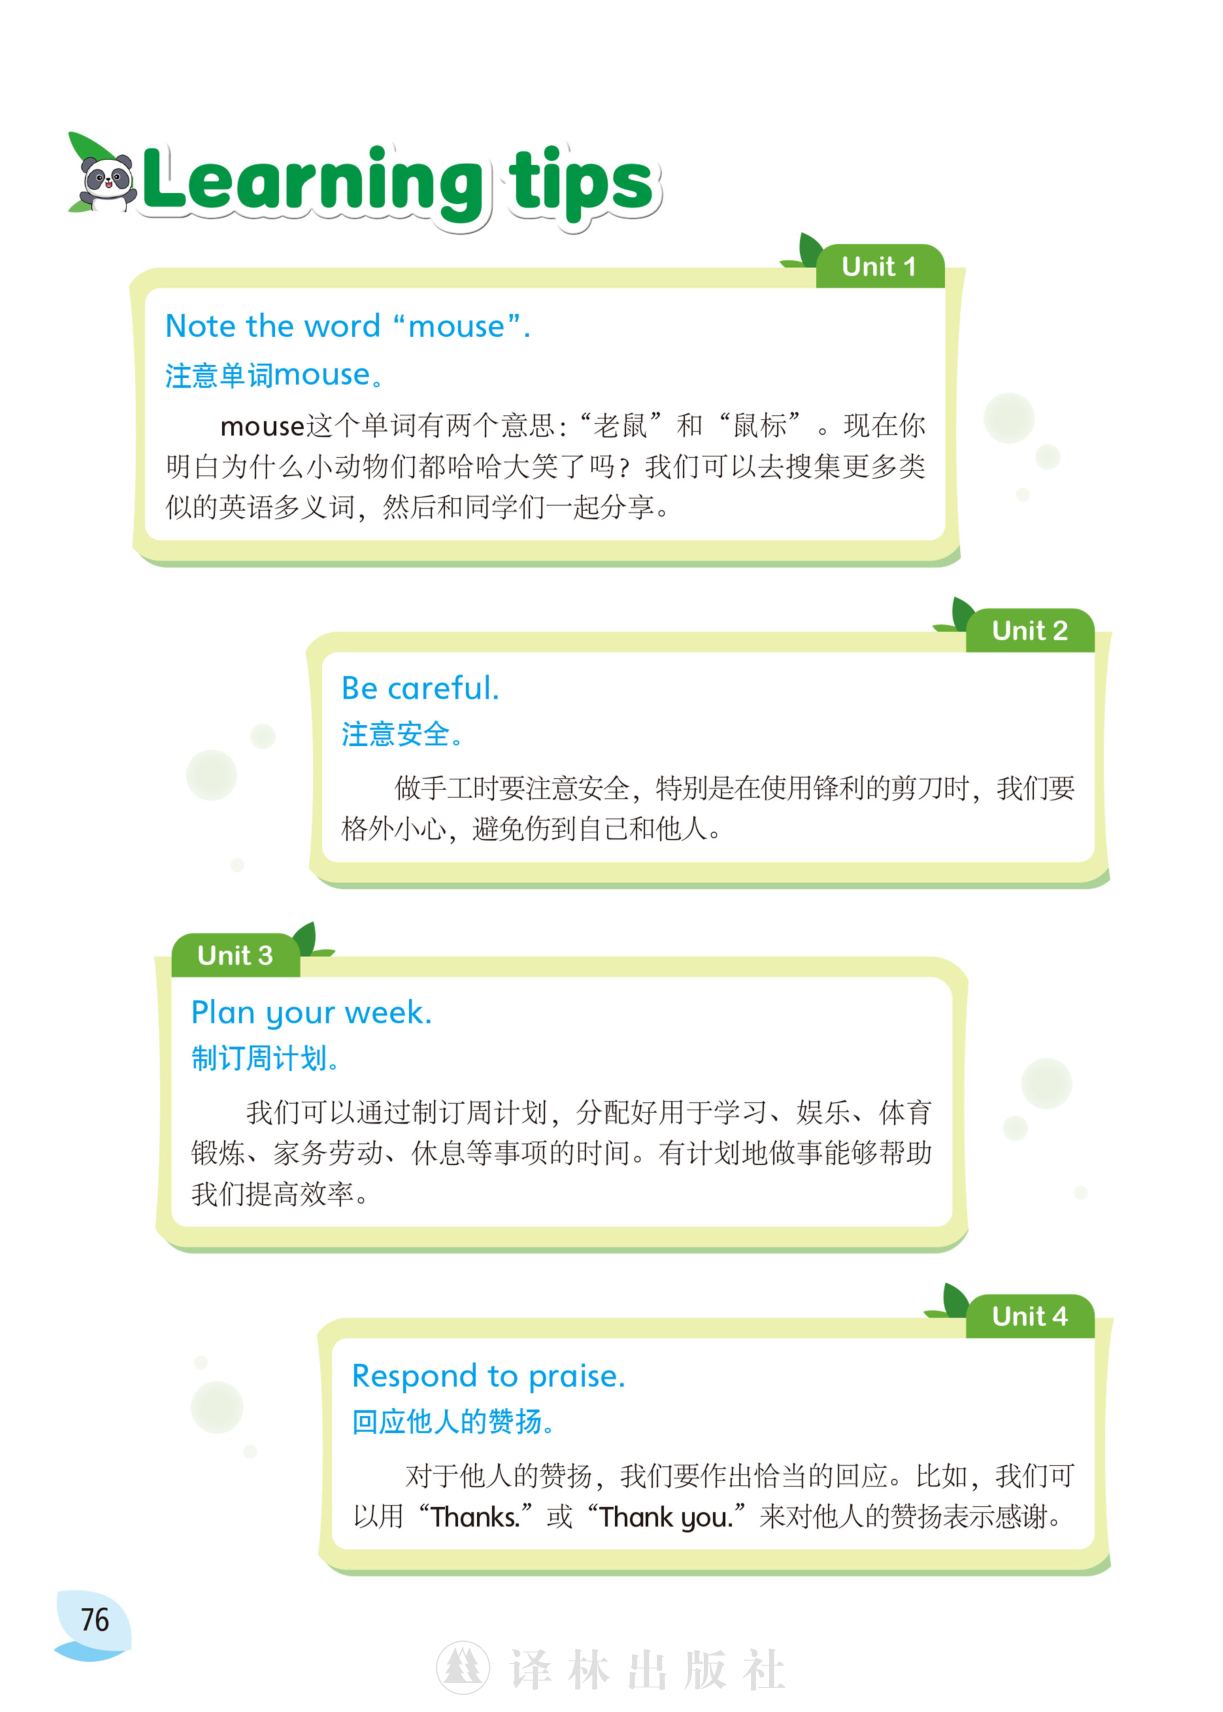 Learning tips
Unit 1
Note the word “mouse”.
注意单词mouse。
mouse这个单词有两个意思：“老鼠”和“鼠标”。现在你
明白为什么小动物们都哈哈大笑了吗？我们可以去搜集更多类
似的英语多义词，然后和同学们一起分享。
Unit 2
Be careful.
注意安全。
做手工时要注意安全，特别是在使用锋利的剪刀时，我们要
格外小心，避免伤到自己和他人。
Unit 3
Plan your week.
制订周计划。
我们可以通过制订周计划，分配好用于学习、娱乐、体育
锻炼、家务劳动、休息等事项的时间。有计划地做事能够帮助
我们提高效率。
Unit 4
Respond to praise.
回应他人的赞扬。
对于他人的赞扬，我们要作出恰当的回应。比如，我们可
以用“Thanks.”或“Thank you.”来对他人的赞扬表示感谢。
76
译林出版社